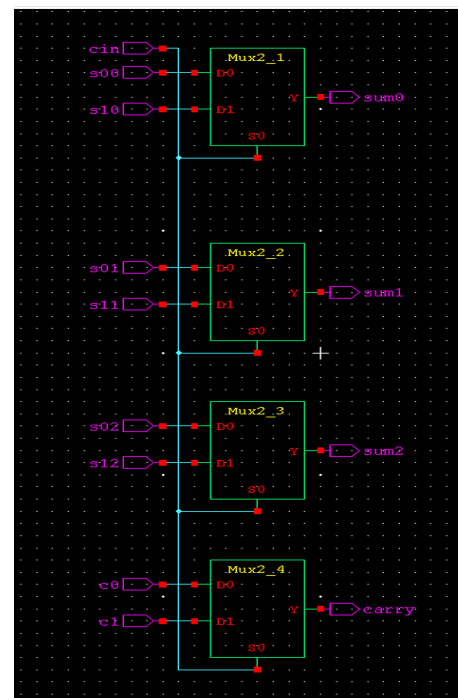 cin
Mux2_1
s00
D0
Y
sum0
s10
D1
S0
Mux2_2
s01
D0
Y
sum1
s11
D1
S0
Mux2_3
s02
D0
Y
sum2
s12
D1
S0
Mux2_4
c0
D0
Y
carry
c1
D1
S0